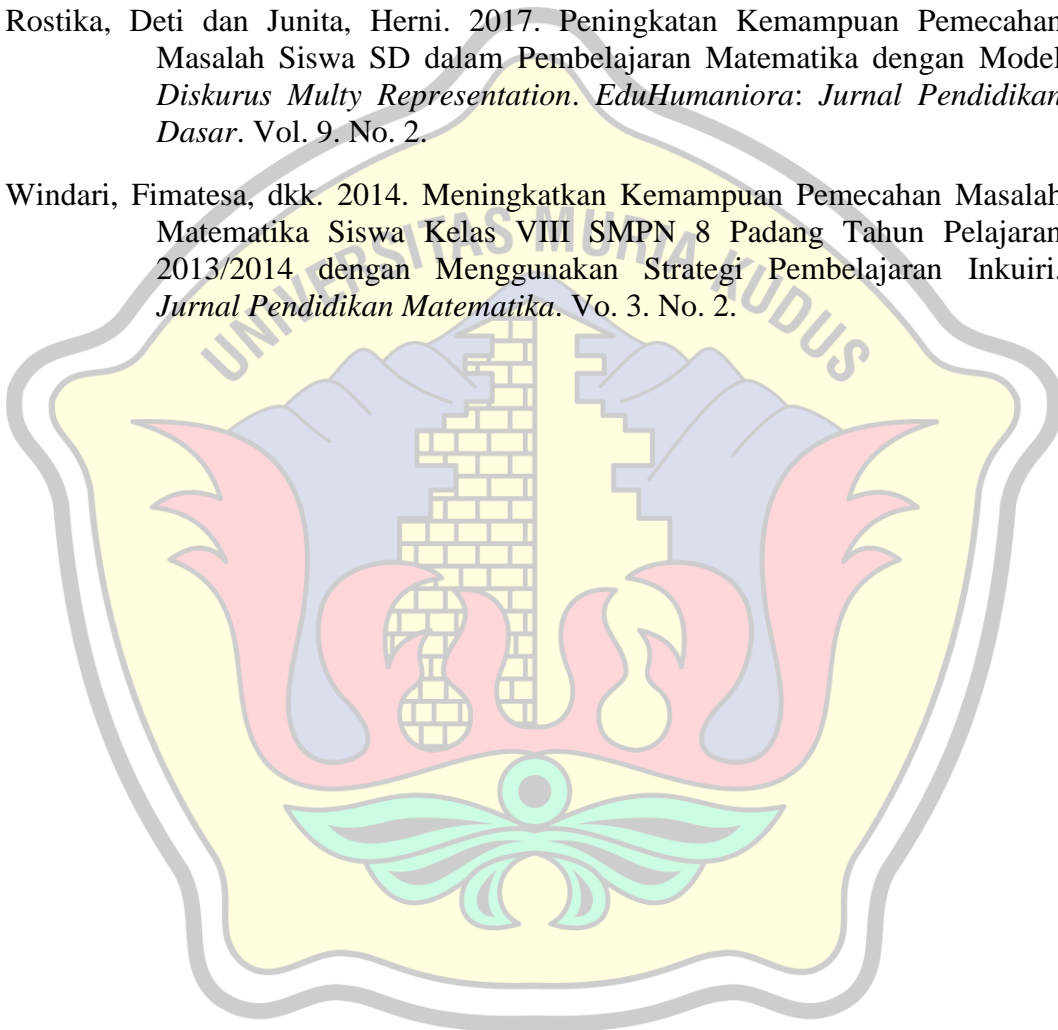 Rostika, Deti dan Junita, Herni. 2017. Peningkatan Kemampuan Pemecahan
Masalah Siswa SD dalam Pembelajaran Matematika dengan Model
Diskurus Multy Representation. EduHumaniora: Jurnal Pendidikan
Dasar. Vol. 9. No. 2.
Windari, Fimatesa, dkk. 2014. Meningkatkan Kemampuan Pemecahan Masalah
Matematika Siswa Kelas VIII SMPN 8 Padang Tahun Pelajaran
2013/2014 dengan Menggunakan Strategi Pembelajaran Inkuiri.
Jurnal Pendidikan Matematika. Vo. 3. No. 2.
UNIVERSITAS MURIA KUDUS